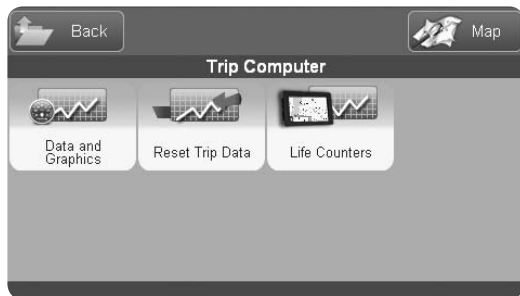 Back
Map
Trip Computer
Data and
Graphics
Reset Trip Data
Life Counters